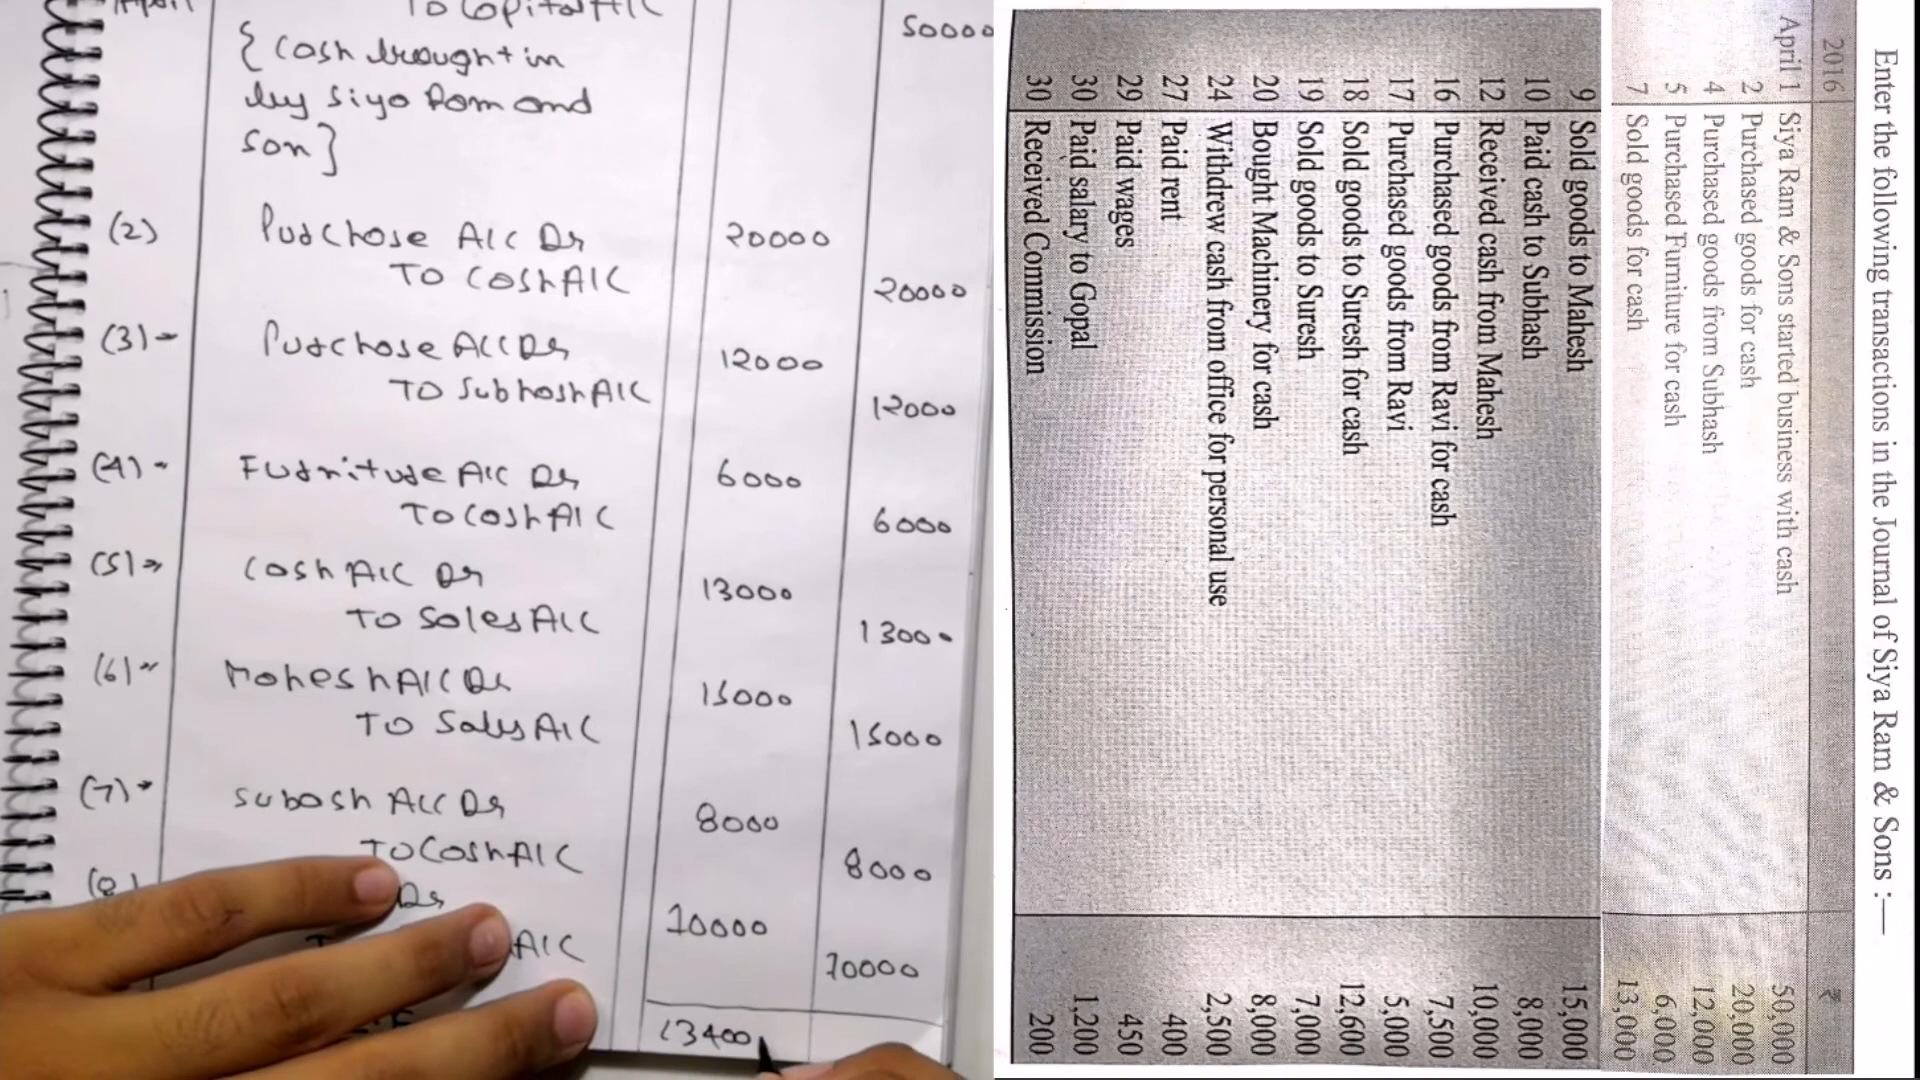 To Capital A/C
50000
{ Cash brought in
by Siya Ram and
son }
(2) Purchase A/C Dr 20000
TO Cash A/C 20000
(3) Purchase A/C Dr 12000
TO Subhash A/C 12000
(4) Furniture A/C Dr 6000
TO Cash A/C 6000
(5) Cash A/C Dr 13000
TO Sales A/C 13000
(6) Mahesh A/C Dr 15000
TO Sales A/C 15000
(7) Subash A/C Dr 8000
TO Cash A/C 8000
(8) Dr 10000
A/C 10000
13400
Enter the following transactions in the Journal of Siya Ram & Sons :—
2016 ₹
April 1 Siya Ram & Sons started business with cash 50,000
2 Purchased goods for cash 20,000
4 Purchased goods from Subhash 12,000
5 Purchased Furniture for cash 6,000
7 Sold goods for cash 13,000
9 Sold goods to Mahesh 15,000
10 Paid cash to Subhash 8,000
12 Received cash from Mahesh 10,000
16 Purchased goods from Ravi for cash 7,500
17 Purchased goods from Ravi 5,000
18 Sold goods to Suresh for cash 12,600
19 Sold goods to Suresh 7,000
20 Bought Machinery for cash 8,000
24 Withdrew cash from office for personal use 2,500
27 Paid rent 400
29 Paid wages 450
30 Paid salary to Gopal 1,200
30 Received Commission 200